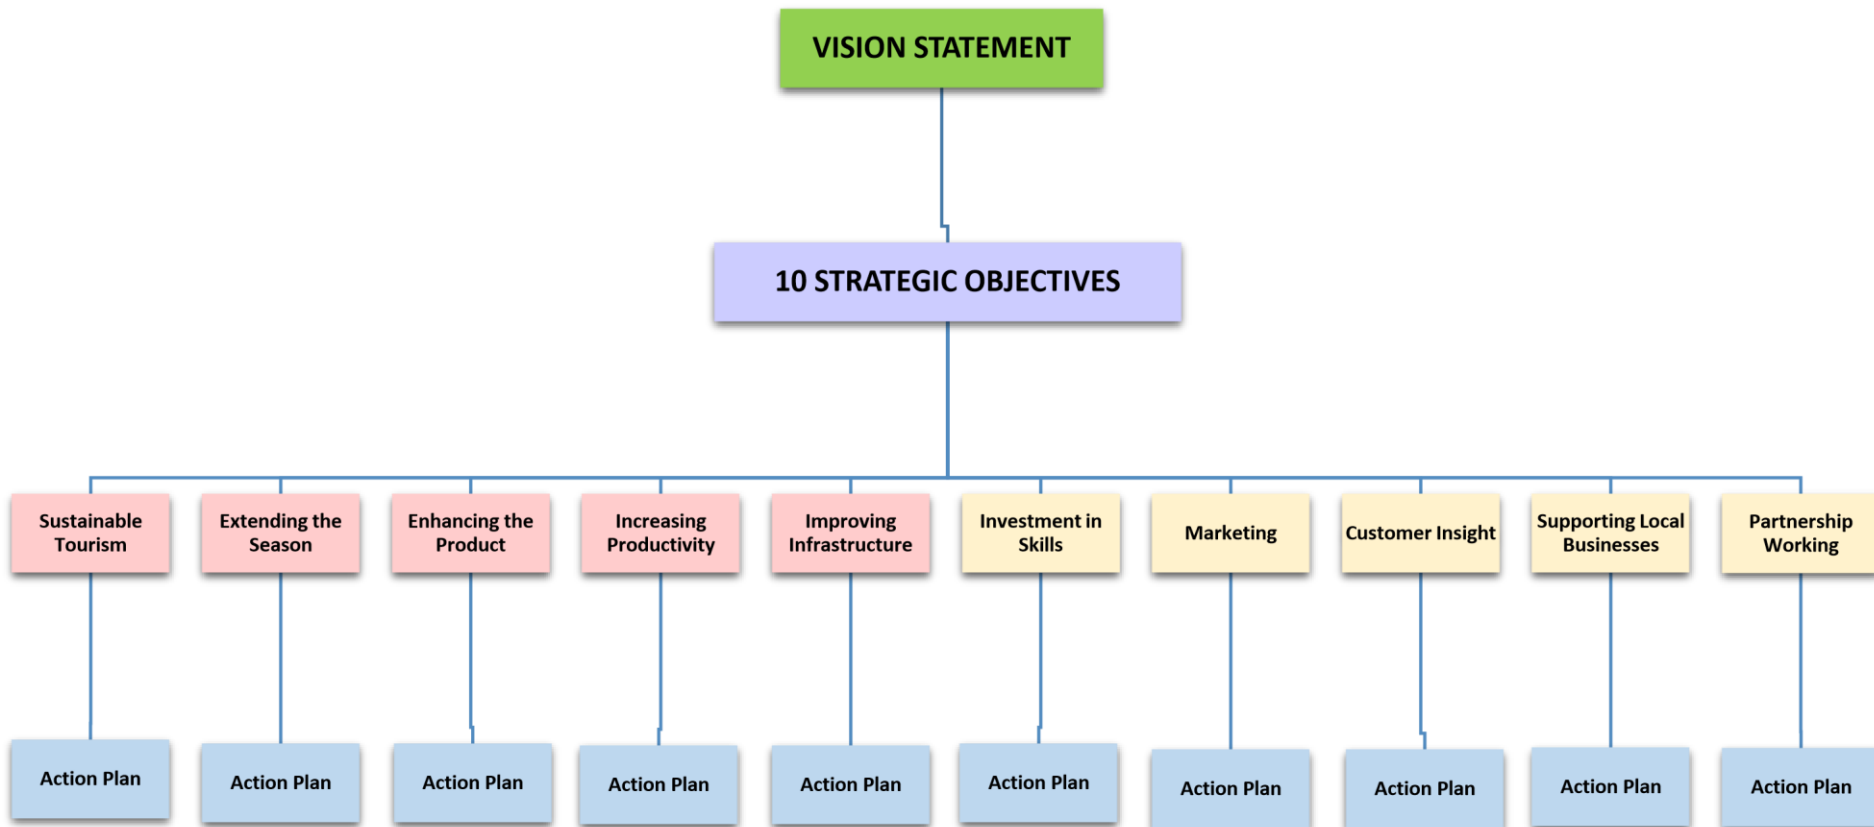 VISION STATEMENT
10 STRATEGIC OBJECTIVES
Sustainable
Tourism
Extending the
Season
Enhancing the
Product
Increasing
Productivity
Improving
Infrastructure
Investment in
Skills
Marketing
Customer Insight
Supporting Local
Businesses
Partnership
Working
Action Plan
Action Plan
Action Plan
Action Plan
Action Plan
Action Plan
Action Plan
Action Plan
Action Plan
Action Plan